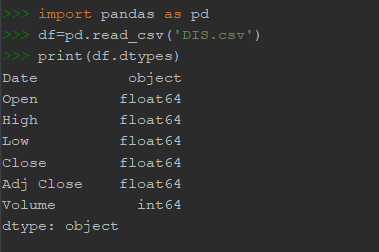 >>> import pandas as pd
>>> df=pd.read_csv('DIS.csv')
>>> print(df.dtypes)
Date          object
Open         float64
High         float64
Low          float64
Close        float64
Adj Close    float64
Volume         int64
dtype: object